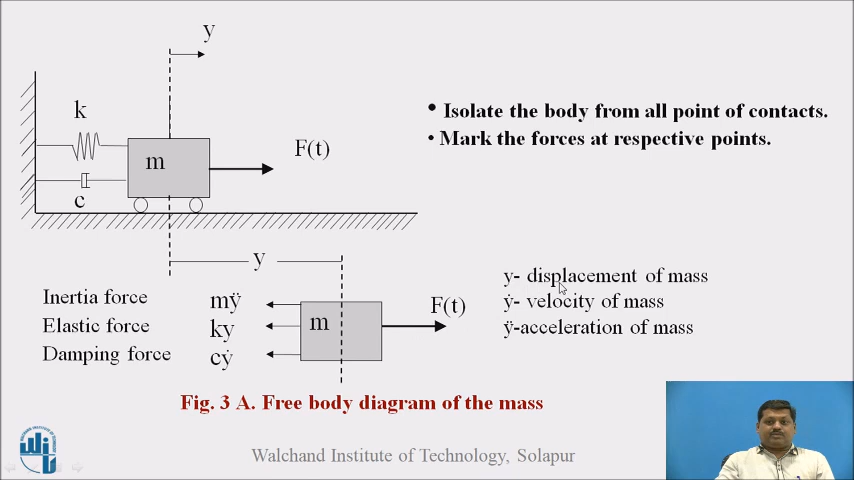 y
k
m
F(t)
c
• Isolate the body from all point of contacts.
• Mark the forces at respective points.
y
Inertia force mÿ
Elastic force ky
Damping force cẏ
m
F(t)
y- displacement of mass
ẏ- velocity of mass
ÿ-acceleration of mass
Fig. 3 A. Free body diagram of the mass
Walchand Institute of Technology, Solapur